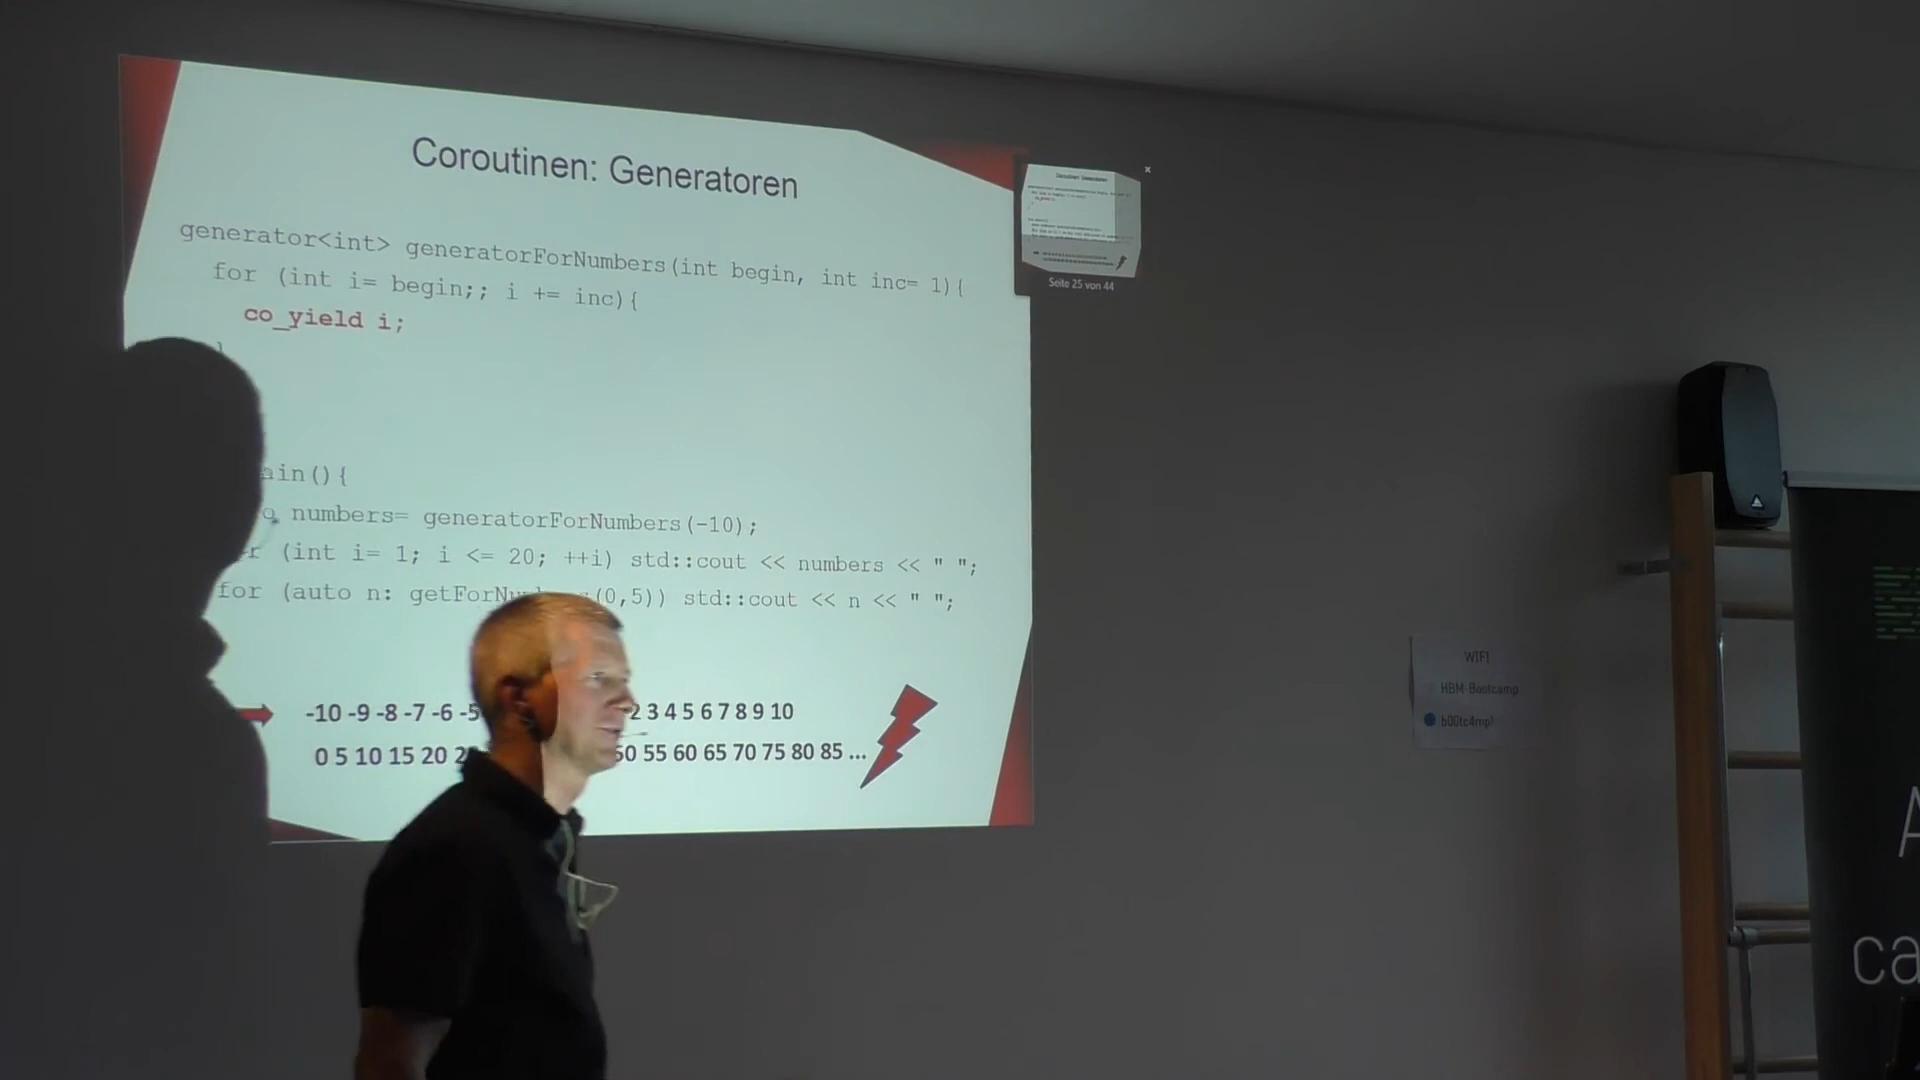 Coroutinen: Generatoren
generator<int> generatorForNumbers(int begin, int inc= 1){
for (int i= begin;; i += inc){
co_yield i;
}
ain(){
numbers= generatorForNumbers(-10);
r (int i= 1; i <= 20; ++i) std::cout << numbers << " ";
for (auto n: getForNu (0,5)) std::cout << n << " ";
-10 -9 -8 -7 -6 -5 2 3 4 5 6 7 8 9 10
0 5 10 15 20 50 55 60 65 70 75 80 85 ...
Seite 25 von 44
WIFI
HBM-Bootcamp
b00tc4mp!
A
ca